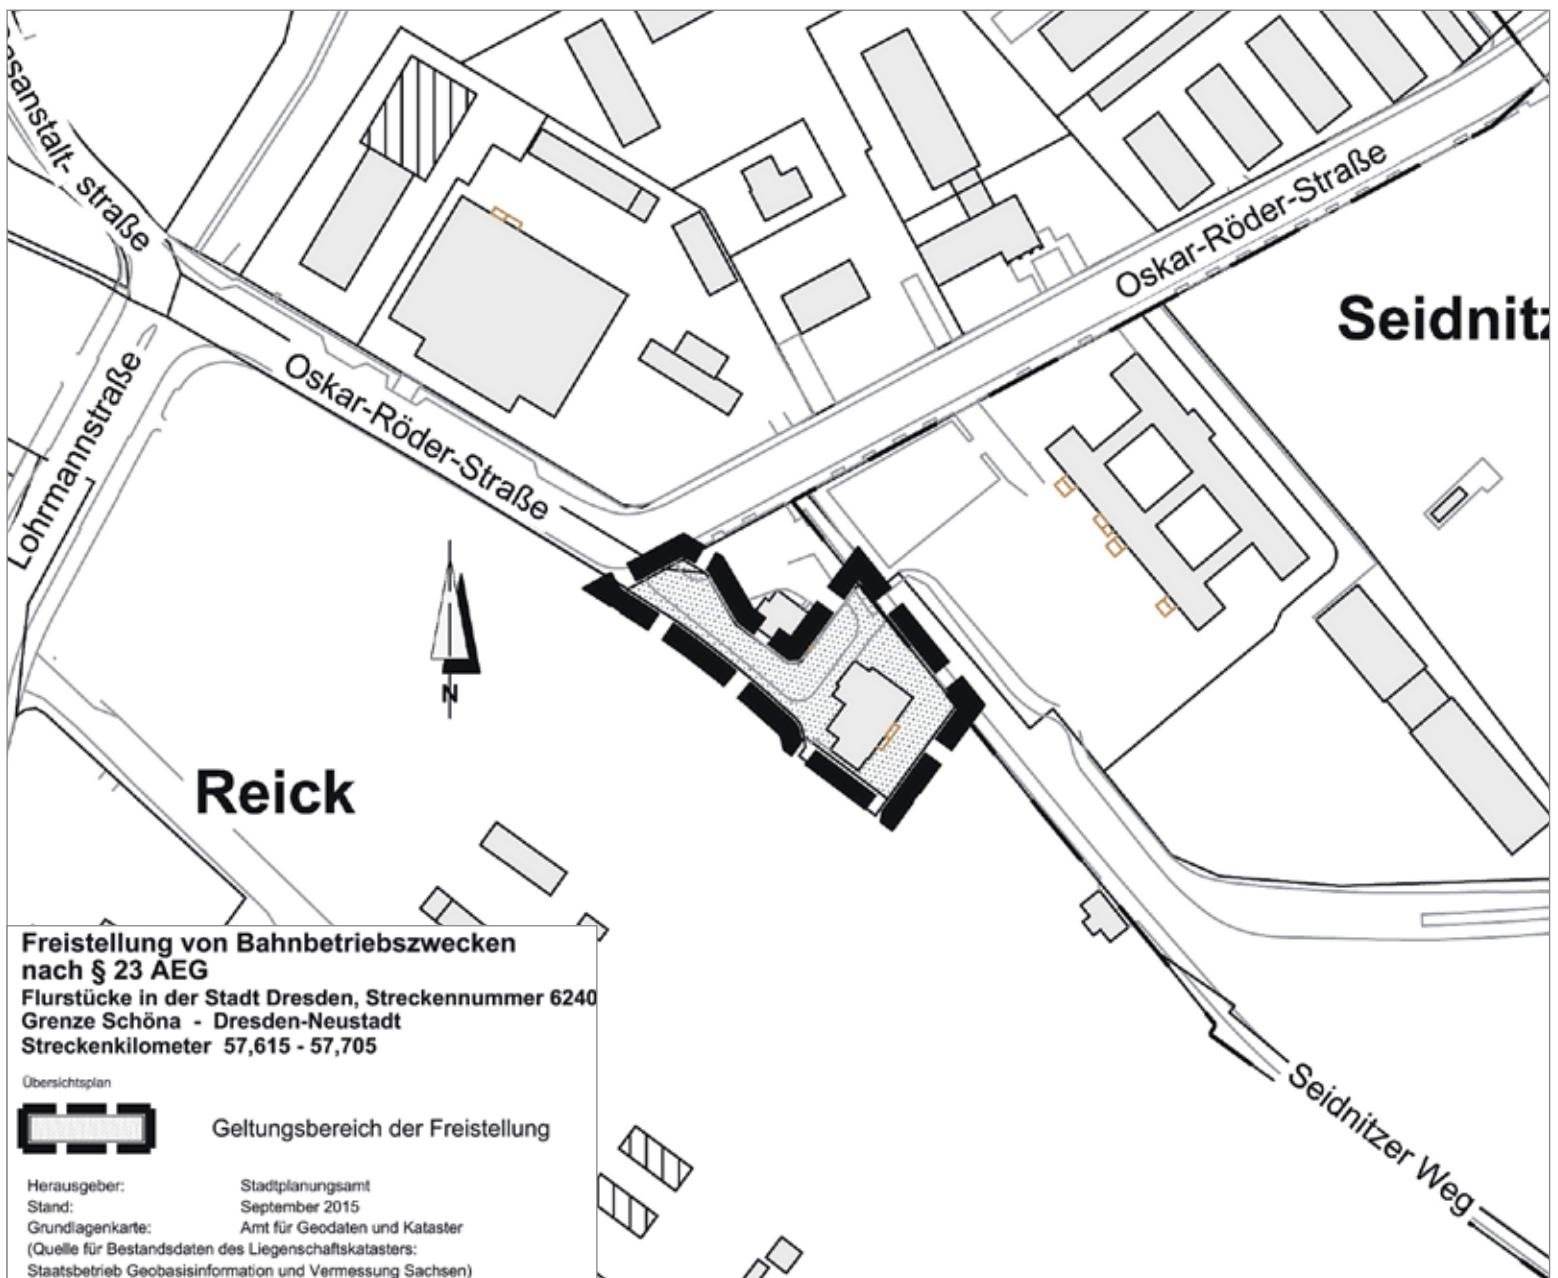 straße
Oskar-Röder-Straße
Seidnitz
Lohrmannstraße
Oskar-Röder-Straße
N
Reick
Freistellung von Bahnbetriebszwecken
nach § 23 AEG
Flurstücke in der Stadt Dresden, Streckennummer 6240
Grenze Schöna - Dresden-Neustadt
Streckenkilometer 57,615 - 57,705
Übersichtsplan
Geltungsbereich der Freistellung
Herausgeber: Stadtplanungsamt
Stand: September 2015
Grundlagenkarte: Amt für Geodaten und Kataster
(Quelle für Bestandsdaten des Liegenschaftskatasters:
Staatsbetrieb Geobasisinformation und Vermessung Sachsen)
Seidnitzer Weg